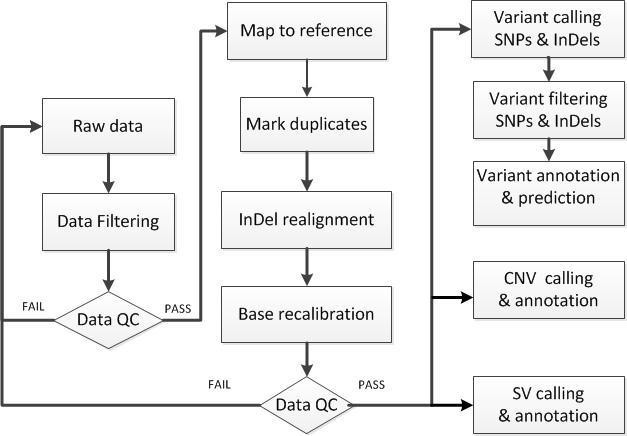 Raw data
Data Filtering
FAIL
Data QC
PASS
Map to reference
Mark duplicates
InDel realignment
Base recalibration
FAIL
Data QC
PASS
Variant calling
SNPs & InDels
Variant filtering
SNPs & InDels
Variant annotation
& prediction
CNV calling
& annotation
SV calling
& annotation